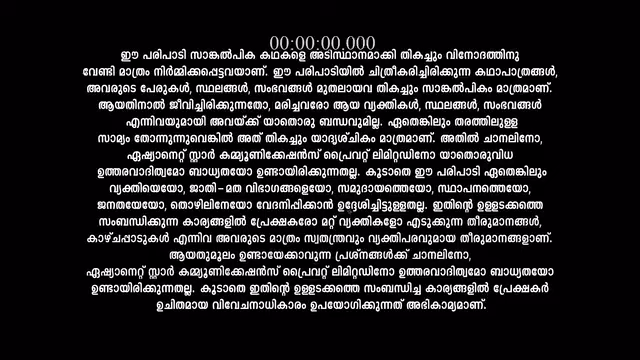 00:00:00.000
ഈ പരിപാടി സാങ്കൽപിക കഥകളെ അടിസ്ഥാനമാക്കി തികച്ചും വിനോദത്തിനു
വേണ്ടി മാത്രം നിർമ്മിക്കപ്പെട്ടവയാണ്. ഈ പരിപാടിയിൽ ചിത്രീകരിച്ചിരിക്കുന്ന കഥാപാത്രങ്ങൾ,
അവരുടെ പേരുകൾ, സ്ഥലങ്ങൾ, സംഭവങ്ങൾ മുതലായവ തികച്ചും സാങ്കൽപികം മാത്രമാണ്.
ആയതിനാൽ ജീവിച്ചിരിക്കുന്നതോ, മരിച്ചവരോ ആയ വ്യക്തികൾ, സ്ഥലങ്ങൾ, സംഭവങ്ങൾ
എന്നിവയുമായി അവയ്ക്ക് യാതൊരു ബന്ധവുമില്ല. ഏതെങ്കിലും തരത്തിലുള്ള
സാമ്യം തോന്നുന്നുവെങ്കിൽ അത് തികച്ചും യാദൃശ്ചികം മാത്രമാണ്. അതിൽ ചാനലിനോ,
ഏഷ്യാനെറ്റ് സ്റ്റാർ കമ്മ്യൂണിക്കേഷൻസ് പ്രൈവറ്റ് ലിമിറ്റഡിനോ യാതൊരുവിധ
ഉത്തരവാദിത്വമോ ബാധ്യതയോ ഉണ്ടായിരിക്കുന്നതല്ല. കൂടാതെ ഈ പരിപാടി ഏതെങ്കിലും
വ്യക്തിയെയോ, ജാതി-മത വിഭാഗങ്ങളെയോ, സമുദായത്തെയോ, സ്ഥാപനത്തെയോ,
ജനതയേയോ, തൊഴിലിനേയോ വേദനിപ്പിക്കാൻ ഉദ്ദേശിച്ചിട്ടുള്ളതല്ല. ഇതിന്റെ ഉള്ളടക്കത്തെ
സംബന്ധിക്കുന്ന കാര്യങ്ങളിൽ പ്രേക്ഷകരോ മറ്റ് വ്യക്തികളോ എടുക്കുന്ന തീരുമാനങ്ങൾ,
കാഴ്ചപ്പാടുകൾ എന്നിവ അവരുടെ മാത്രം സ്വതന്ത്രവും വ്യക്തിപരവുമായ തീരുമാനങ്ങളാണ്.
ആയതുമൂലം ഉണ്ടായേക്കാവുന്ന പ്രശ്നങ്ങൾക്ക് ചാനലിനോ,
ഏഷ്യാനെറ്റ് സ്റ്റാർ കമ്മ്യൂണിക്കേഷൻസ് പ്രൈവറ്റ് ലിമിറ്റഡിനോ ഉത്തരവാദിത്വമോ ബാധ്യതയോ
ഉണ്ടായിരിക്കുന്നതല്ല. കൂടാതെ ഇതിന്റെ ഉള്ളടക്കത്തെ സംബന്ധിച്ച കാര്യങ്ങളിൽ പ്രേക്ഷകർ
ഉചിതമായ വിവേചനാധികാരം ഉപയോഗിക്കുന്നത് അഭികാമ്യമാണ്.